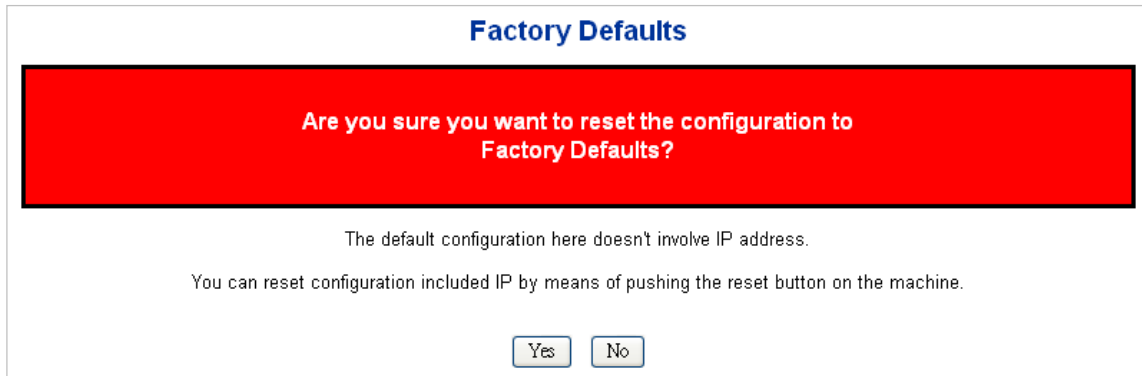 Factory Defaults
Are you sure you want to reset the configuration to
Factory Defaults?
The default configuration here doesn't involve IP address.
You can reset configuration included IP by means of pushing the reset button on the machine.
Yes No